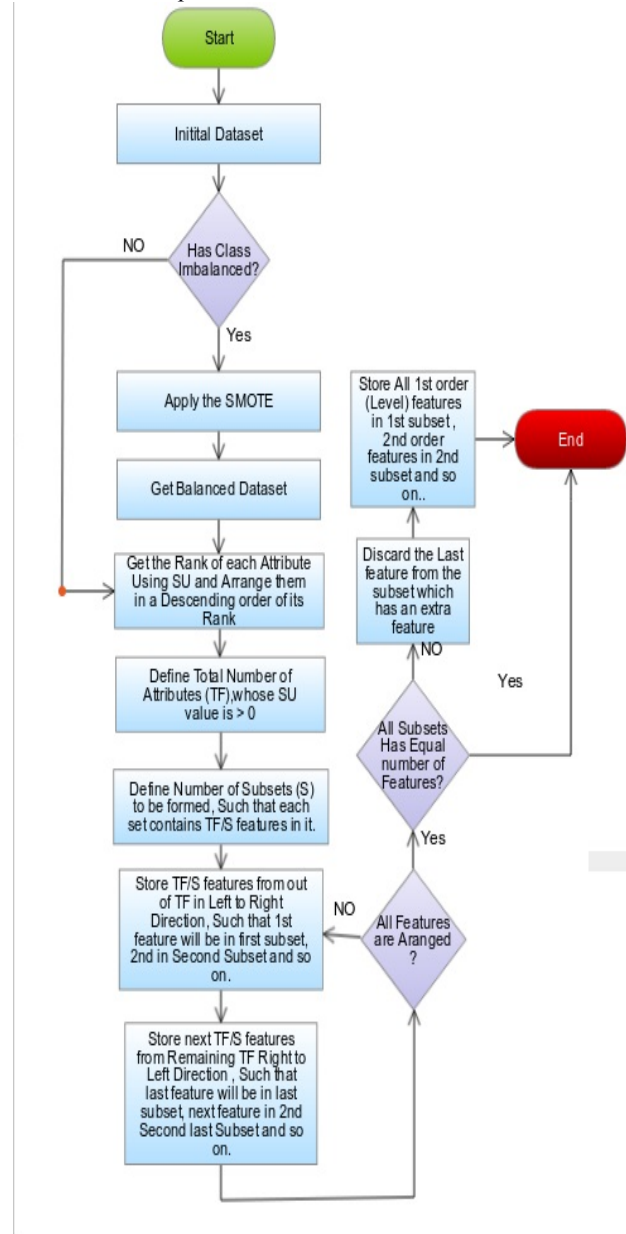 Start
Initital Dataset
NO
Has Class
Imbalanced?
Yes
Apply the SMOTE
Get Balanced Dataset
Get the Rank of each Attribute
Using SU and Arrange them
in a Descending order of its
Rank
Define Total Number of
Attributes (TF),whose SU
value is > 0
Define Number of Subsets (S)
to be formed, Such that each
set contains TF/S features in it.
Store TF/S features from out
of TF in Left to Right
Direction, Such that 1st
feature will be in first subset,
2nd in Second Subset and so
on.
Store next TF/S features
from Remaining TF Right to
Left Direction , Such that
last feature will be in last
subset, next feature in 2nd
Second last Subset and so
on.
NO
All Features
are Aranged
?
Yes
All Subsets
Has Equal
number of
Features?
NO
Yes
Discard the Last
feature from the
subset which
has an extra
feature
Store All 1st order
(Level) features
in 1st subset ,
2nd order
features in 2nd
subset and so
on..
End